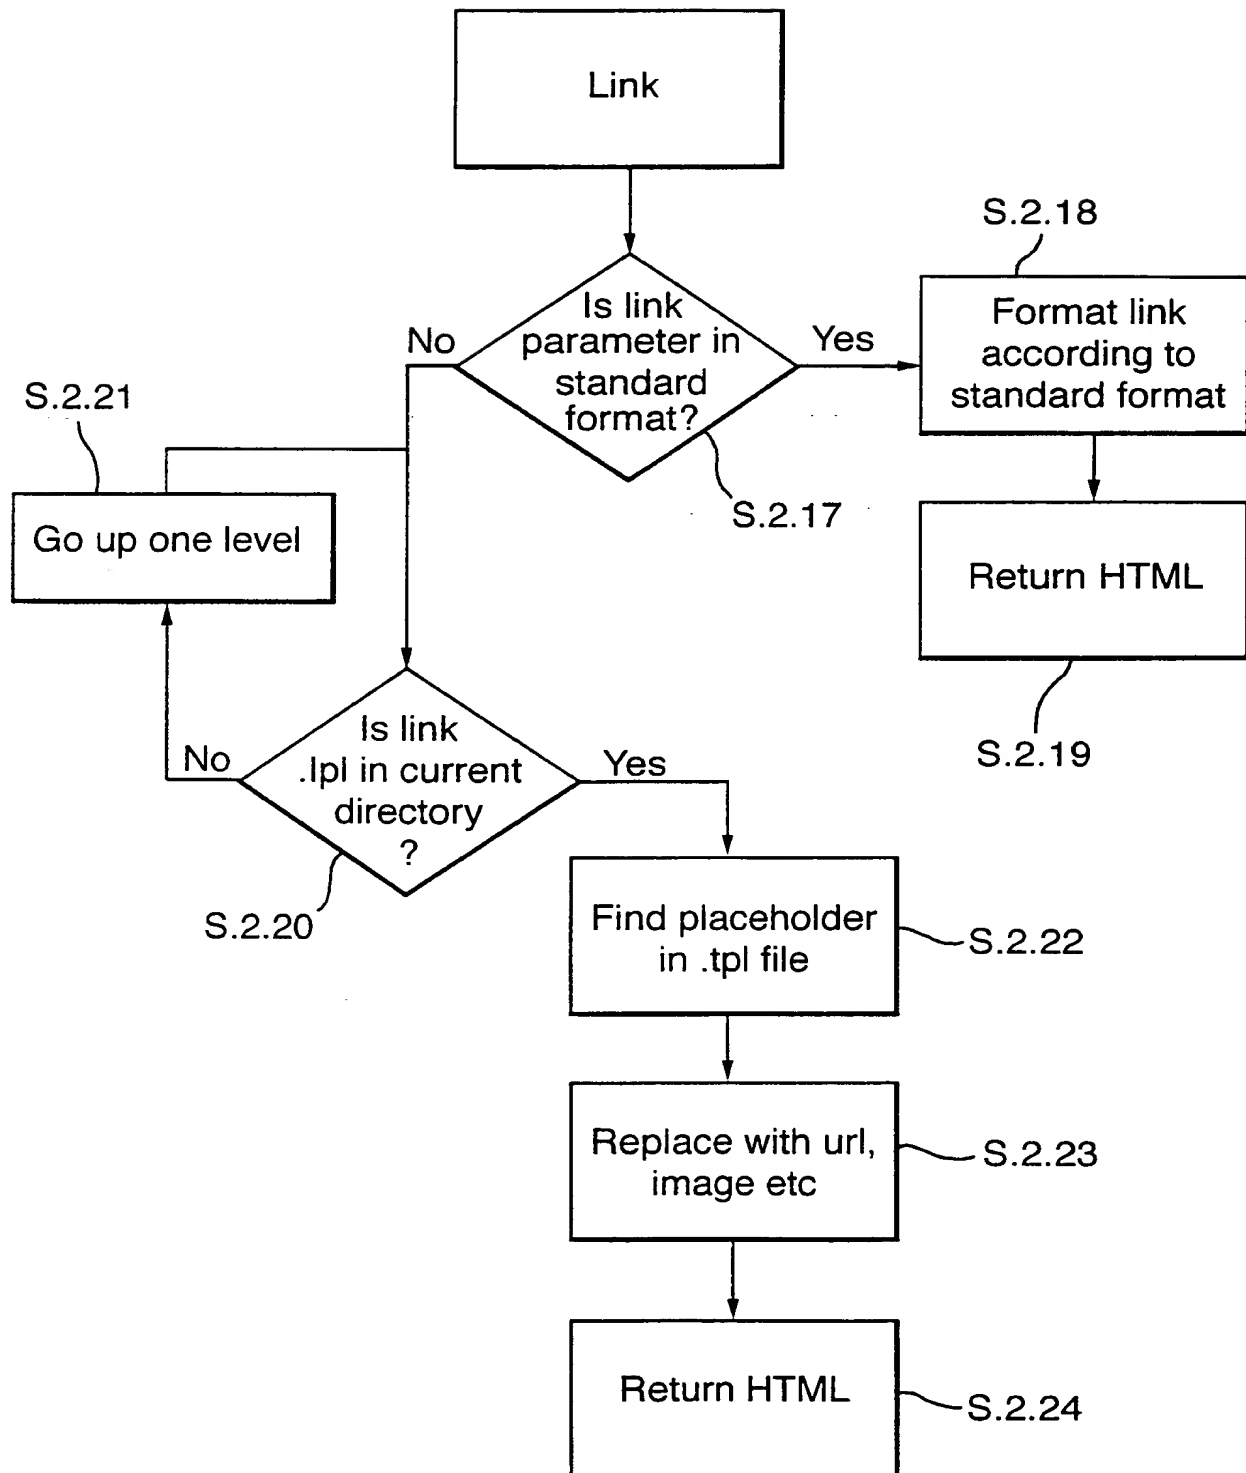 Link
S.2.18
Is link
parameter in
standard
format?
No
Yes
Format link
according to
standard format
S.2.21
S.2.17
Go up one level
Return HTML
S.2.19
Is link
.lpl in current
directory
?
No
Yes
S.2.20
Find placeholder
in .tpl file
S.2.22
Replace with url,
image etc
S.2.23
Return HTML
S.2.24